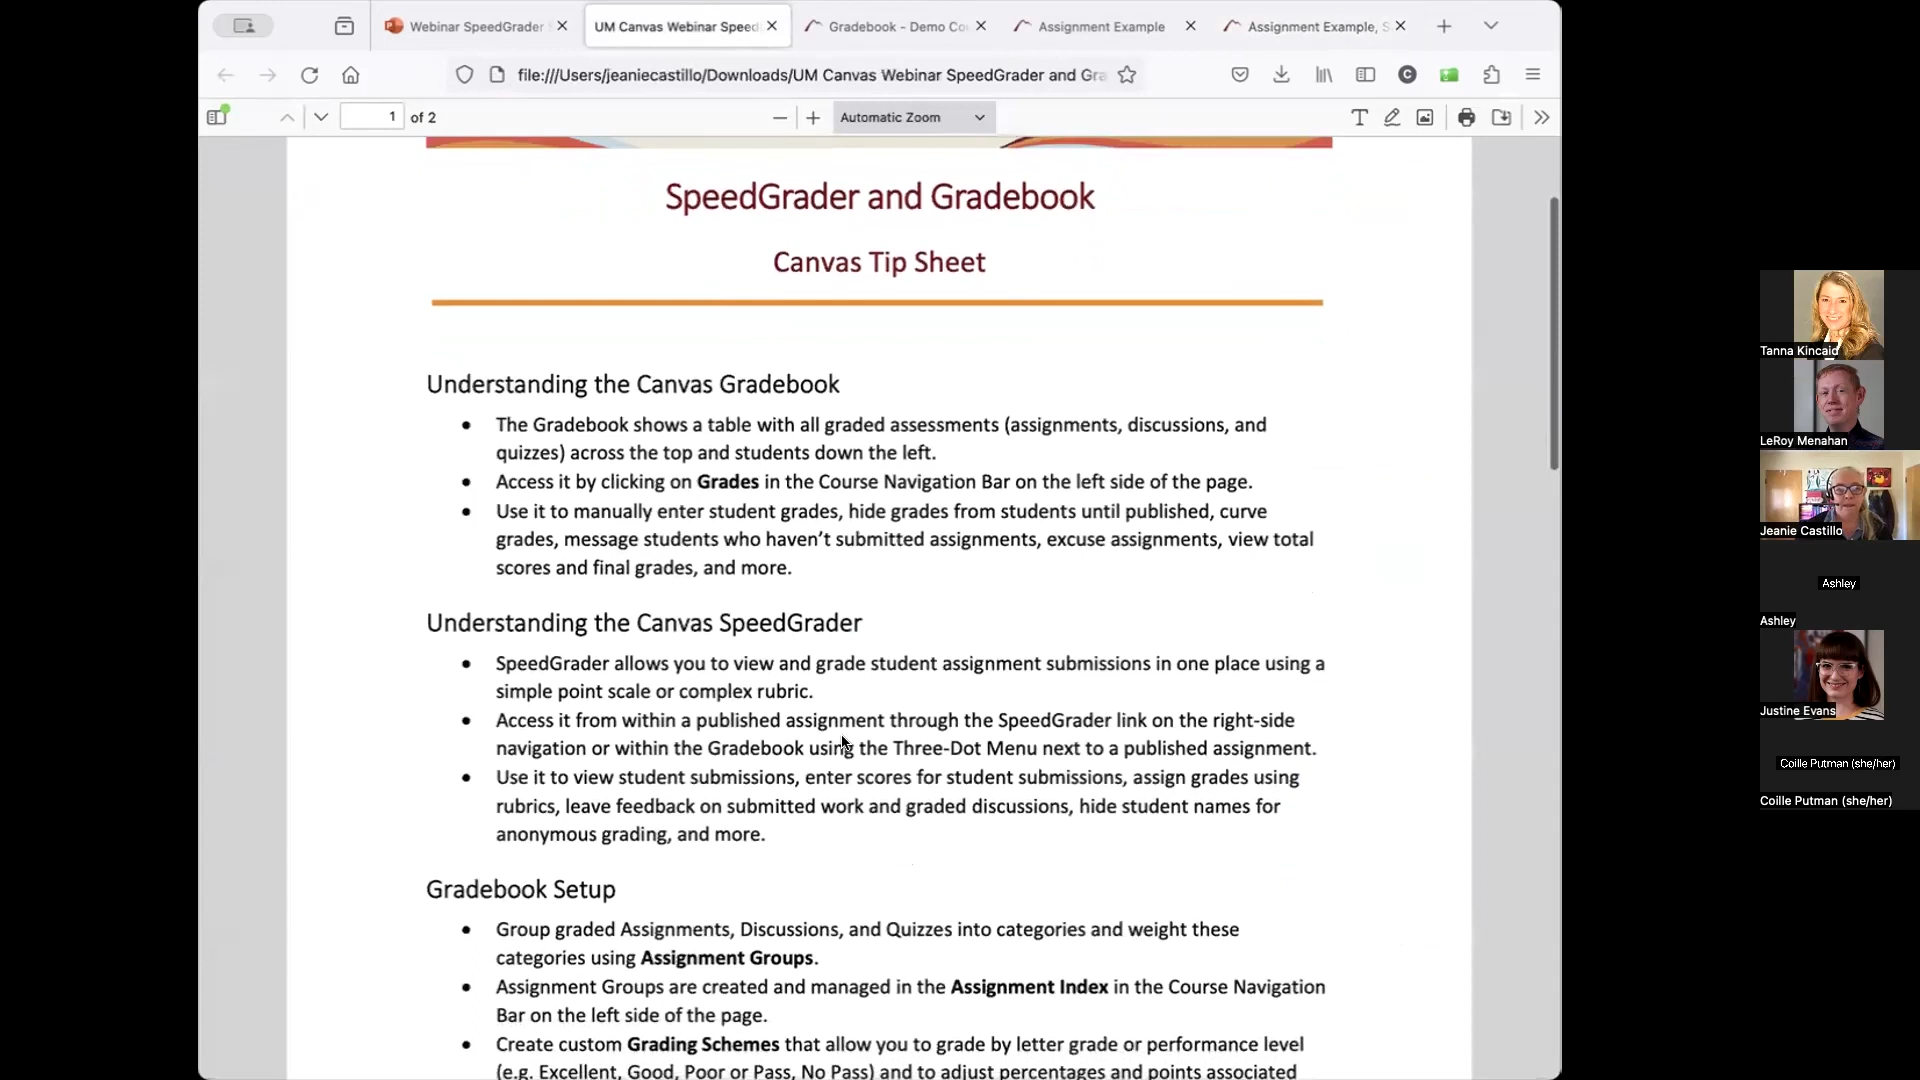 Webinar SpeedGrader
UM Canvas Webinar Speed
Gradebook - Demo Co
Assignment Example
Assignment Example, S
file:///Users/jeaniecastillo/Downloads/UM Canvas Webinar SpeedGrader and Gra
1 of 2
Automatic Zoom
SpeedGrader and Gradebook
Canvas Tip Sheet
Understanding the Canvas Gradebook
• The Gradebook shows a table with all graded assessments (assignments, discussions, and
quizzes) across the top and students down the left.
• Access it by clicking on Grades in the Course Navigation Bar on the left side of the page.
• Use it to manually enter student grades, hide grades from students until published, curve
grades, message students who haven't submitted assignments, excuse assignments, view total
scores and final grades, and more.
Understanding the Canvas SpeedGrader
• SpeedGrader allows you to view and grade student assignment submissions in one place using a
simple point scale or complex rubric.
• Access it from within a published assignment through the SpeedGrader link on the right-side
navigation or within the Gradebook using the Three-Dot Menu next to a published assignment.
• Use it to view student submissions, enter scores for student submissions, assign grades using
rubrics, leave feedback on submitted work and graded discussions, hide student names for
anonymous grading, and more.
Gradebook Setup
• Group graded Assignments, Discussions, and Quizzes into categories and weight these
categories using Assignment Groups.
• Assignment Groups are created and managed in the Assignment Index in the Course Navigation
Bar on the left side of the page.
• Create custom Grading Schemes that allow you to grade by letter grade or performance level
(e.g. Excellent, Good, Poor or Pass, No Pass) and to adjust percentages and points associated
Tanna Kincaid
LeRoy Menahan
Jeanie Castillo
Ashley
Ashley
Justine Evans
Coille Putman (she/her)
Coille Putman (she/her)